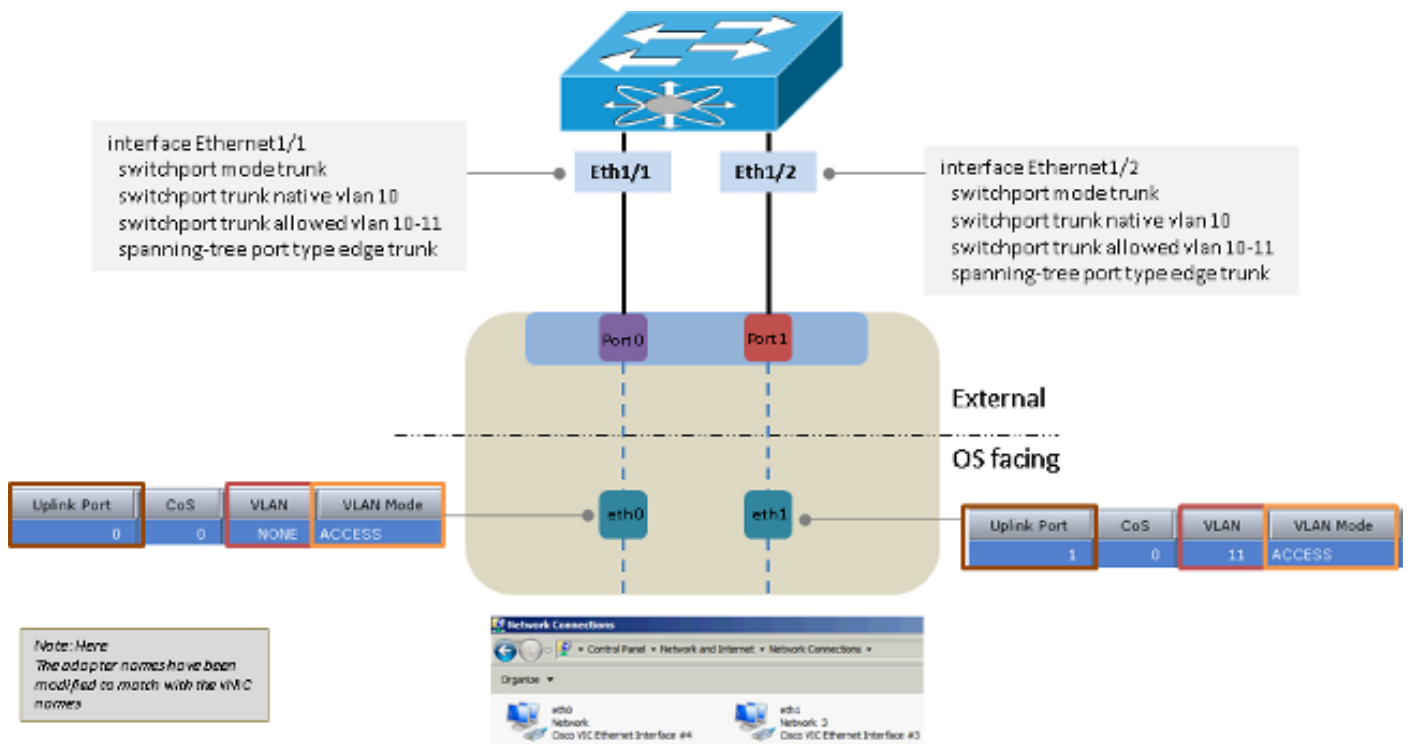 interface Ethernet1/1
switchport mode trunk
switchport trunk native vlan 10
switchport trunk allowed vlan 10-11
spanning-tree port type edge trunk
Eth1/1
Eth1/2
interface Ethernet1/2
switchport mode trunk
switchport trunk native vlan 10
switchport trunk allowed vlan 10-11
spanning-tree port type edge trunk
Port0
Port1
External
OS facing
Uplink Port CoS VLAN VLAN Mode
0 0 NONE ACCESS
eth0
eth1
Uplink Port CoS VLAN VLAN Mode
1 0 11 ACCESS
Note: Here
The adapter names have been
modified to match with the vNIC
names
Network Connections
Control Panel Network and Internet Network Connections
Organize
eth0
Network
Cisco VIC Ethernet Interface #4
eth1
Network 3
Cisco VIC Ethernet Interface #3